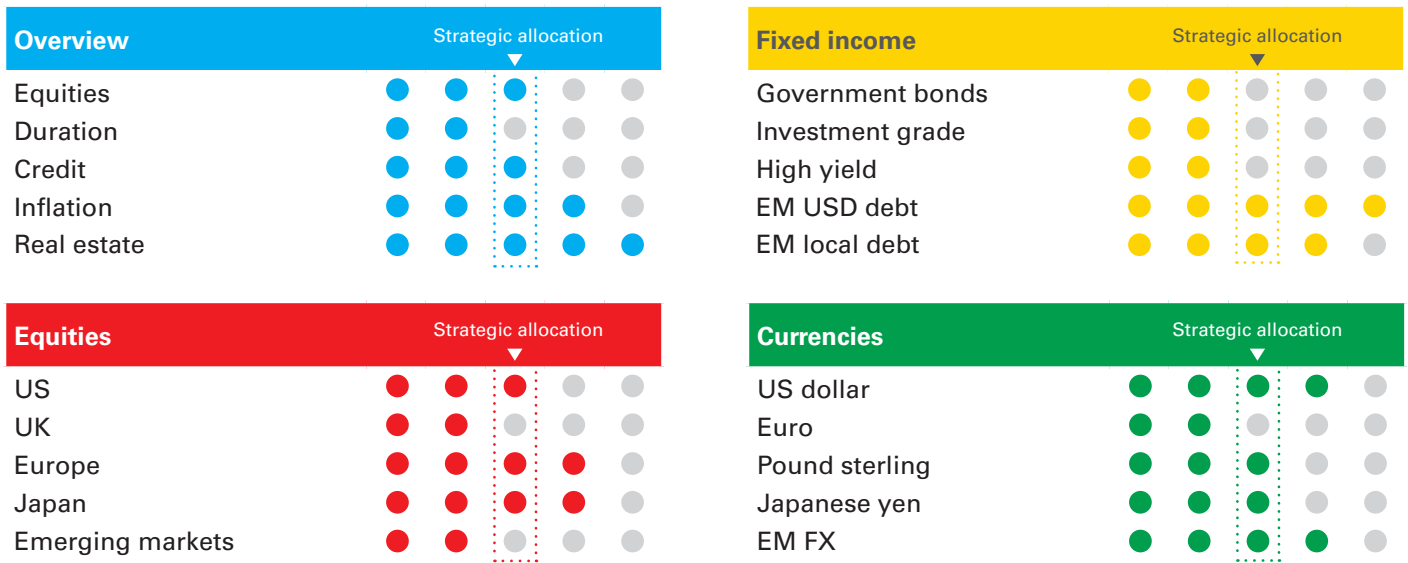 Overview Strategic allocation
Equities
Duration
Credit
Inflation
Real estate
Fixed income Strategic allocation
Government bonds
Investment grade
High yield
EM USD debt
EM local debt
Equities Strategic allocation
US
UK
Europe
Japan
Emerging markets
Currencies Strategic allocation
US dollar
Euro
Pound sterling
Japanese yen
EM FX